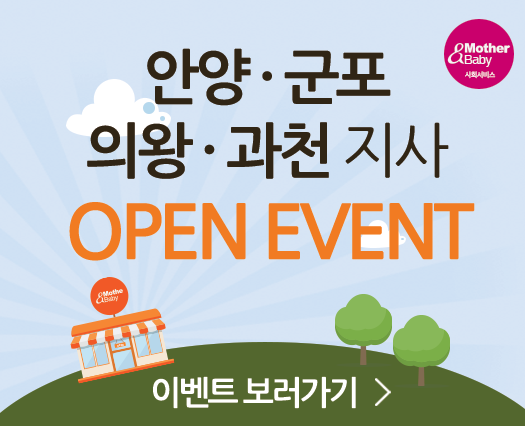 Mother
&Baby
사회서비스
안양 · 군포
의왕 · 과천 지사
OPEN EVENT
Mothe
&Baby
이벤트 보러가기 >